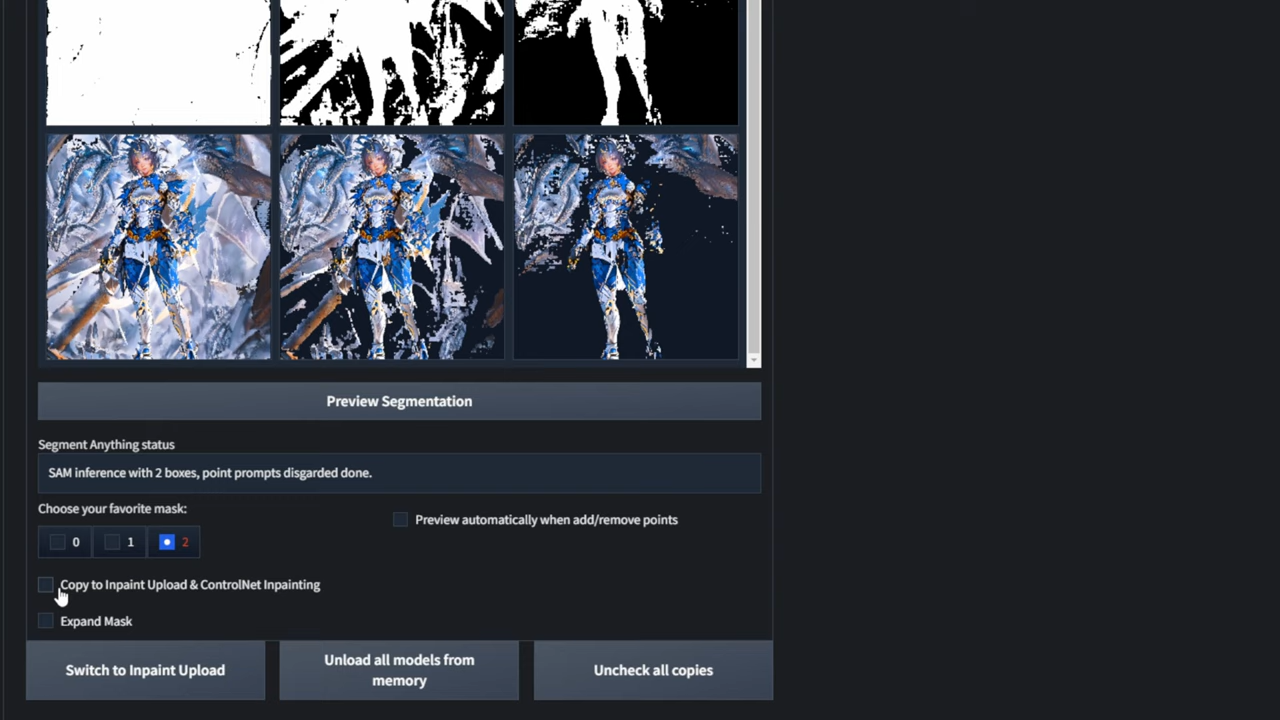 Preview Segmentation
Segment Anything status
SAM inference with 2 boxes, point prompts disgarded done.
Choose your favorite mask:
Preview automatically when add/remove points
0
1
2
Copy to Inpaint Upload & ControlNet Inpainting
Expand Mask
Switch to Inpaint Upload
Unload all models from
memory
Uncheck all copies